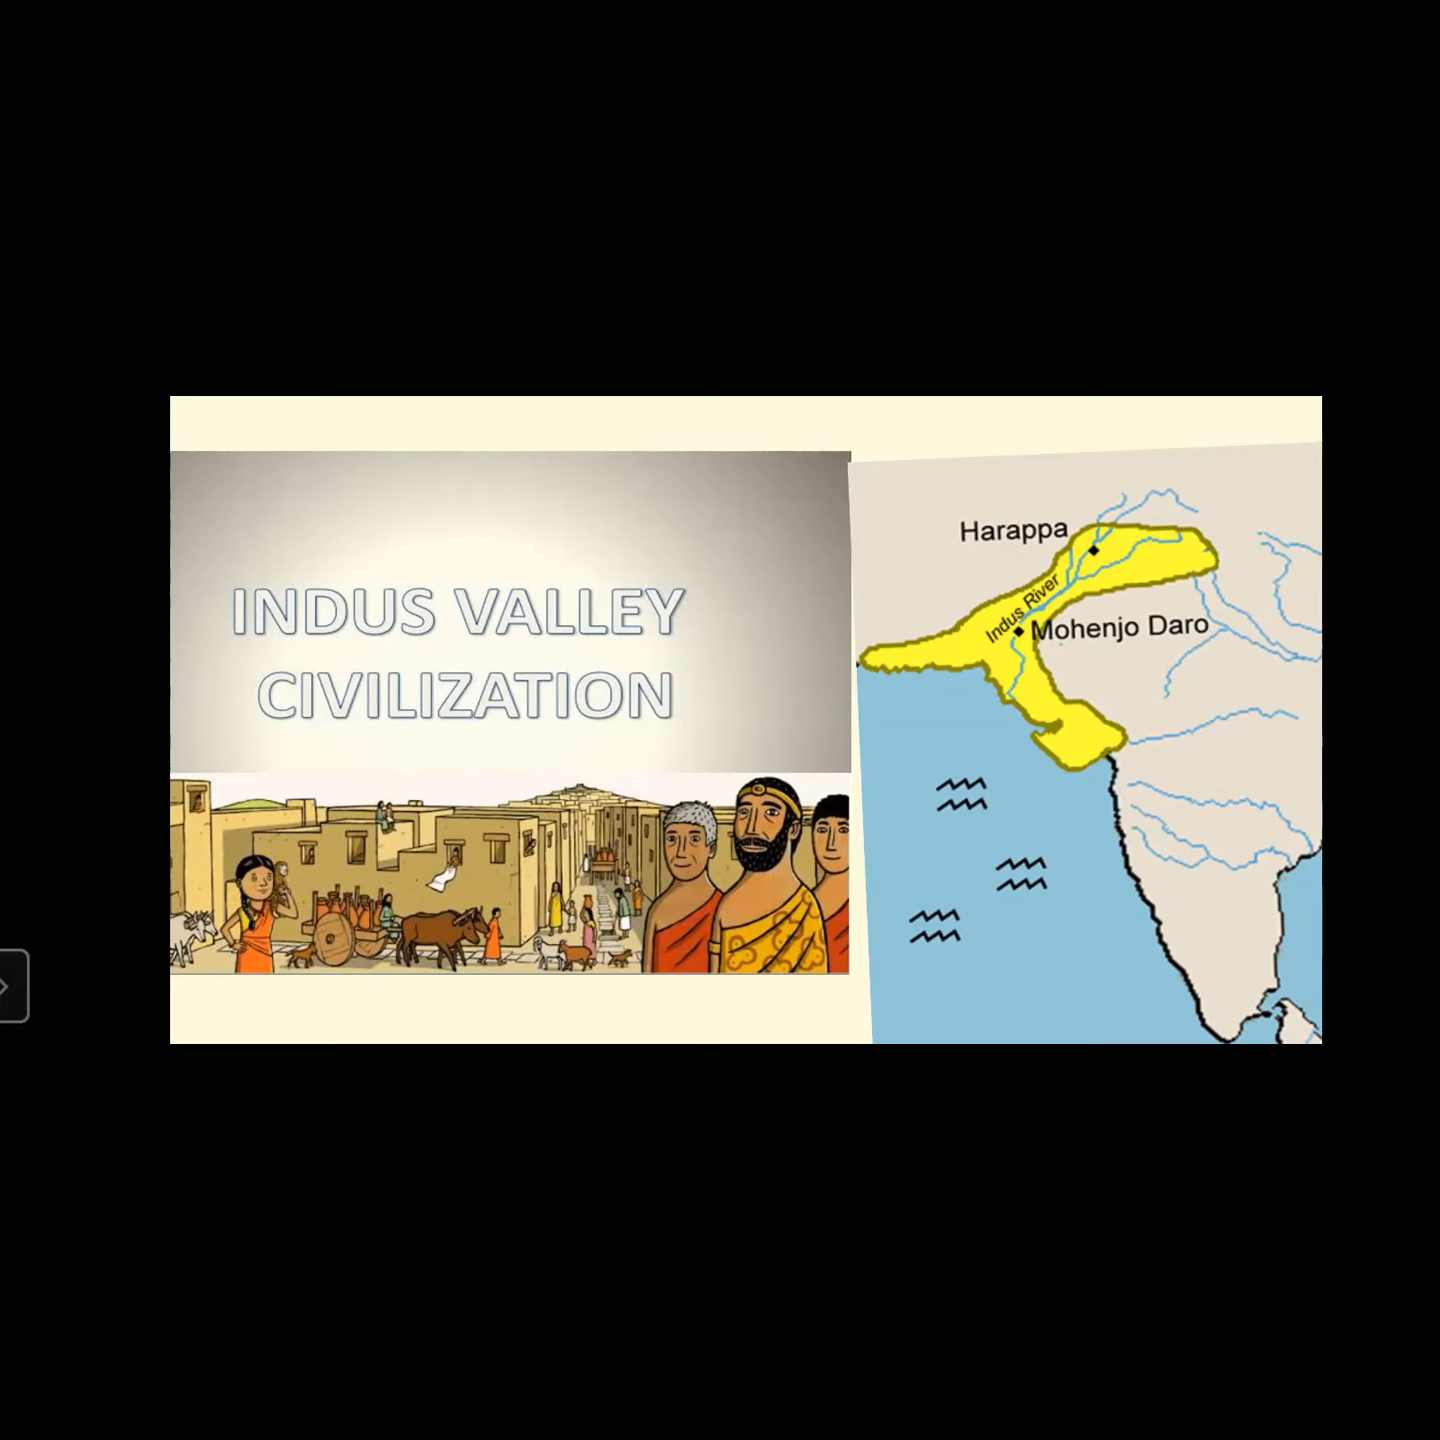 INDUS VALLEY
CIVILIZATION
Harappa
Indus River
Mohenjo Daro